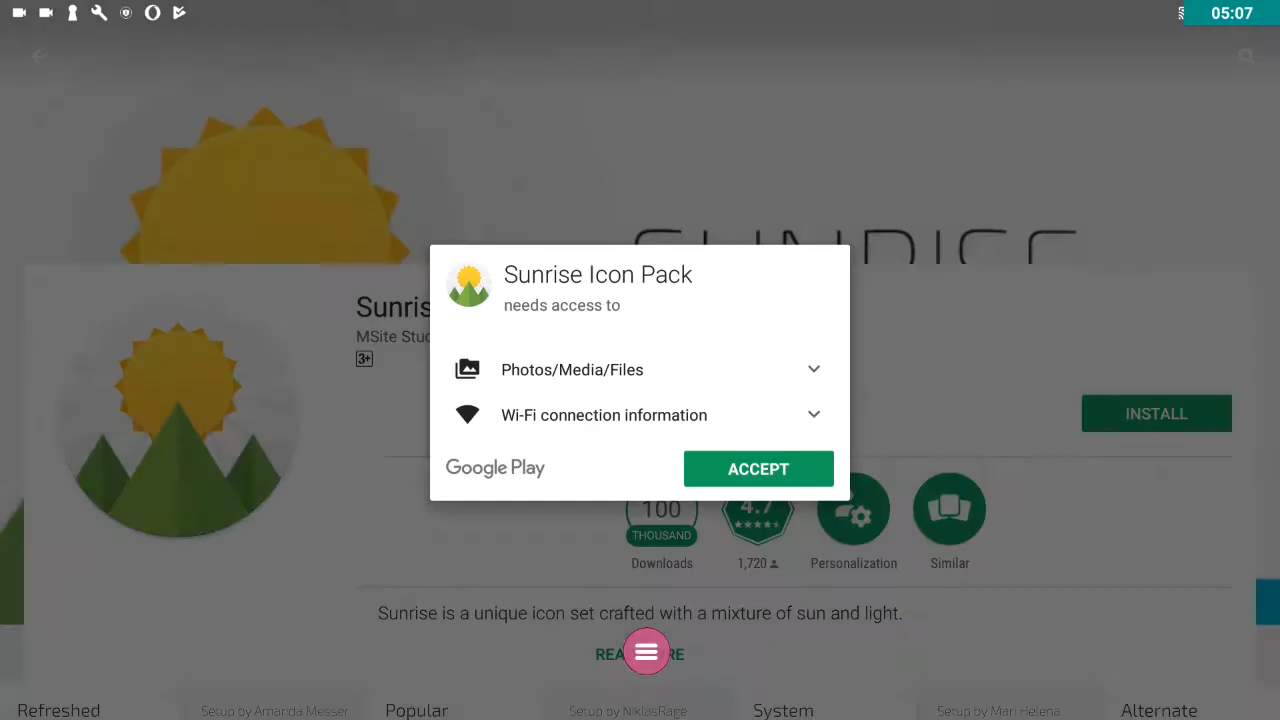 05:07
SUNRISE
Sunrise Icon Pack
needs access to
Sunris
MSite Stud
3+
Photos/Media/Files
Wi-Fi connection information
INSTALL
Google Play
ACCEPT
100
THOUSAND
4.7
Downloads
1,720
Personalization
Similar
Sunrise is a unique icon set crafted with a mixture of sun and light.
REA RE
Refreshed
Setup by Amanda Messer
Popular
Setup by NiklasRage
System
Setup by Mari Helena
Alternate